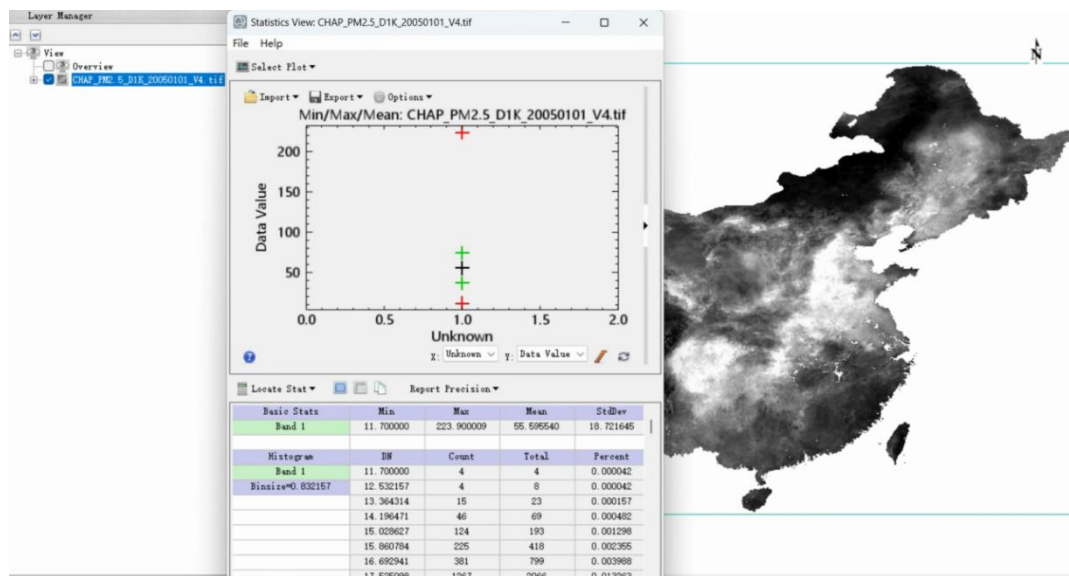 Layer Manager
View
Overview
CHAP_PM2.5_D1K_20050101_V4.tif
Statistics View: CHAP_PM2.5_D1K_20050101_V4.tif
File Help
Select Plot
Import Export Options
Min/Max/Mean: CHAP_PM2.5_D1K_20050101_V4.tif
200
150
100
50
Data Value
0.0 0.5 1.0 1.5 2.0
Unknown
X: Unknown Y: Data Value
Locate Stat Report Precision
Basic Stats Min Max Mean StdDev
Band 1 11.700000 223.900009 55.595540 18.721645
Histogram DN Count Total Percent
Band 1 11.700000 4 4 0.000042
Binsize=0.832157 12.532157 4 8 0.000042
13.364314 15 23 0.000157
14.196471 46 69 0.000482
15.028627 124 193 0.001298
15.860784 225 418 0.002355
16.692941 381 799 0.003988
17.525098 1267 2066 0.013263
N